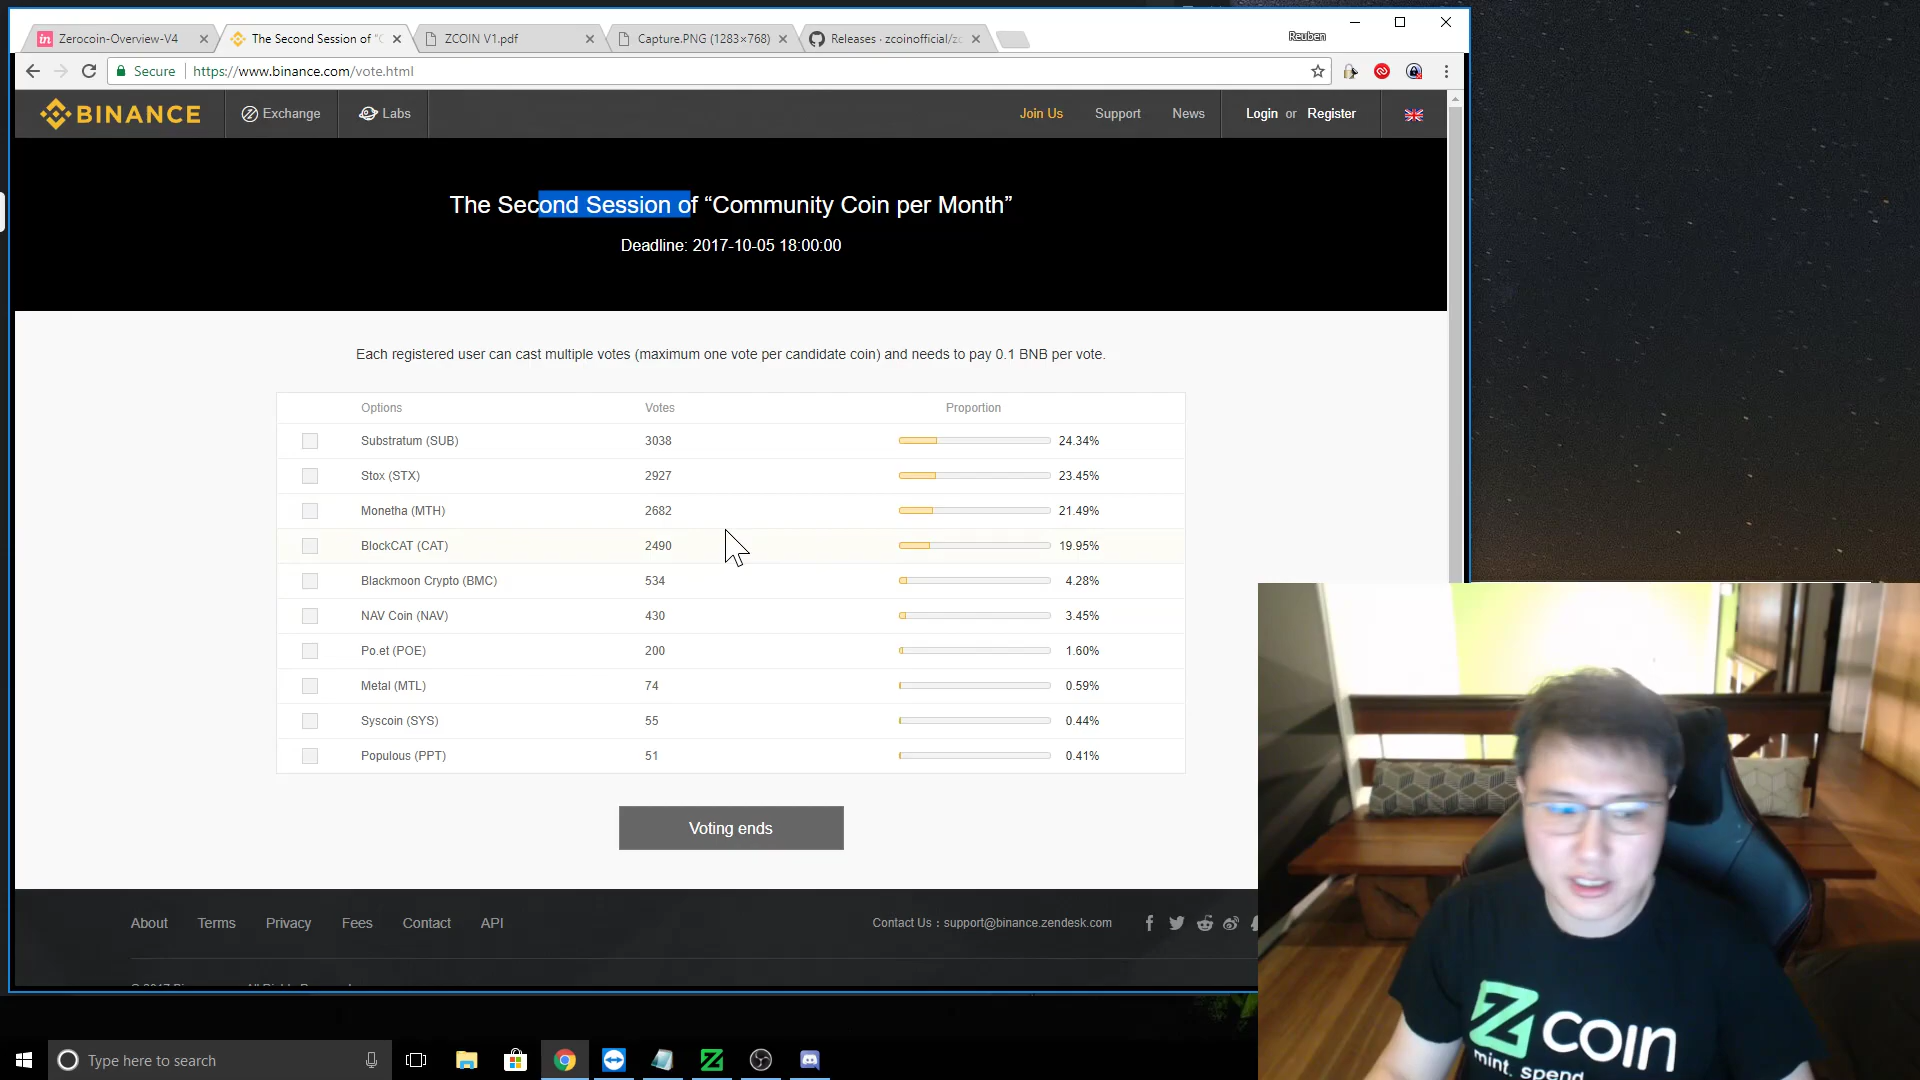 Zerocoin-Overview-V4
The Second Session of "C
ZCOIN V1.pdf
Capture.PNG (1283×768)
Releases · zcoinofficial/zc
Reuben
Secure
https://www.binance.com/vote.html
BINANCE
Exchange
Labs
Join Us
Support
News
Login or Register
The Second Session of “Community Coin per Month”
Deadline: 2017-10-05 18:00:00
Each registered user can cast multiple votes (maximum one vote per candidate coin) and needs to pay 0.1 BNB per vote.
Options Votes Proportion
Substratum (SUB) 3038 24.34%
Stox (STX) 2927 23.45%
Monetha (MTH) 2682 21.49%
BlockCAT (CAT) 2490 19.95%
Blackmoon Crypto (BMC) 534 4.28%
NAV Coin (NAV) 430 3.45%
Po.et (POE) 200 1.60%
Metal (MTL) 74 0.59%
Syscoin (SYS) 55 0.44%
Populous (PPT) 51 0.41%
Voting ends
About Terms Privacy Fees Contact API
Contact Us : support@binance.zendesk.com
Type here to search
Zcoin
mint. spend